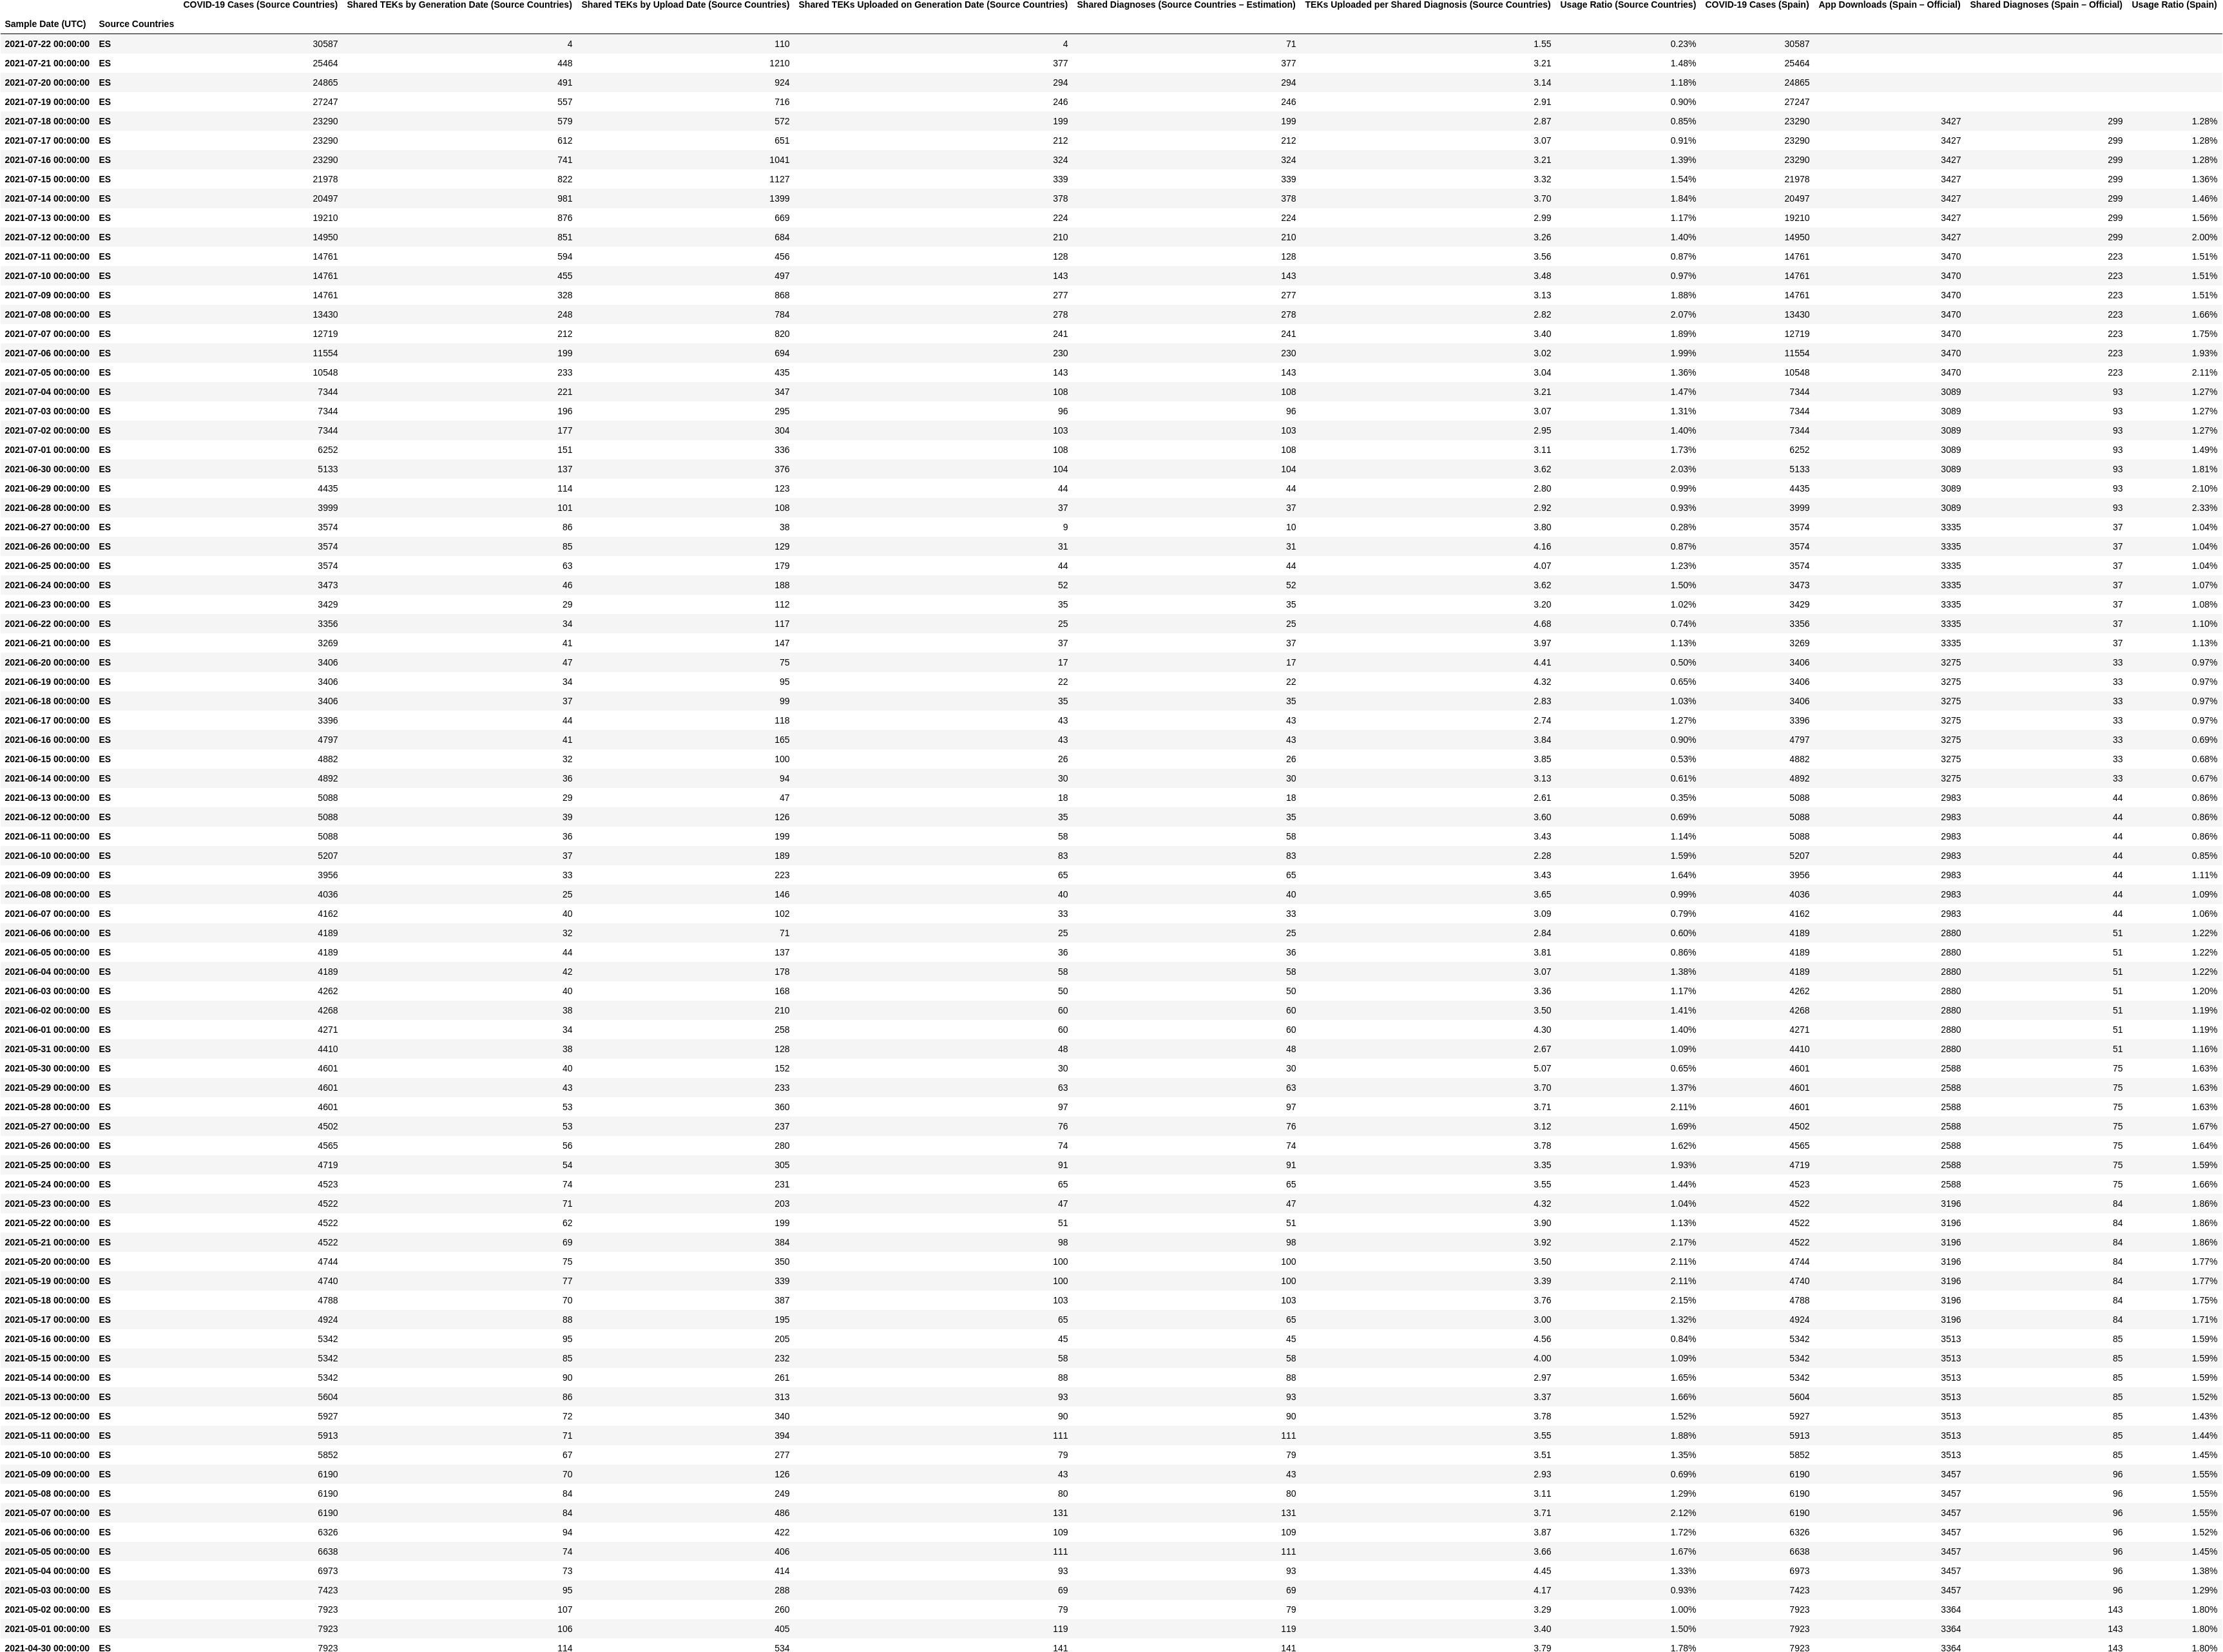 COVID-19 Cases (Source Countries) Shared TEKs by Generation Date (Source Countries) Shared TEKs by Upload Date (Source Countries) Shared TEKs Uploaded on Generation Date (Source Countries) Shared Diagnoses (Source Countries – Estimation) TEKs Uploaded per Shared Diagnosis (Source Countries) Usage Ratio (Source Countries) COVID-19 Cases (Spain) App Downloads (Spain – Official) Shared Diagnoses (Spain – Official) Usage Ratio (Spain)
Sample Date (UTC) Source Countries
2021-07-22 00:00:00 ES 30587 4 110 4 71 1.55 0.23% 30587
2021-07-21 00:00:00 ES 25464 448 1210 377 377 3.21 1.48% 25464
2021-07-20 00:00:00 ES 24865 491 924 294 294 3.14 1.18% 24865
2021-07-19 00:00:00 ES 27247 557 716 246 246 2.91 0.90% 27247
2021-07-18 00:00:00 ES 23290 579 572 199 199 2.87 0.85% 23290 3427 299 1.28%
2021-07-17 00:00:00 ES 23290 612 651 212 212 3.07 0.91% 23290 3427 299 1.28%
2021-07-16 00:00:00 ES 23290 741 1041 324 324 3.21 1.39% 23290 3427 299 1.28%
2021-07-15 00:00:00 ES 21978 822 1127 339 339 3.32 1.54% 21978 3427 299 1.36%
2021-07-14 00:00:00 ES 20497 981 1399 378 378 3.70 1.84% 20497 3427 299 1.46%
2021-07-13 00:00:00 ES 19210 876 669 224 224 2.99 1.17% 19210 3427 299 1.56%
2021-07-12 00:00:00 ES 14950 851 684 210 210 3.26 1.40% 14950 3427 299 2.00%
2021-07-11 00:00:00 ES 14761 594 456 128 128 3.56 0.87% 14761 3470 223 1.51%
2021-07-10 00:00:00 ES 14761 455 497 143 143 3.48 0.97% 14761 3470 223 1.51%
2021-07-09 00:00:00 ES 14761 328 868 277 277 3.13 1.88% 14761 3470 223 1.51%
2021-07-08 00:00:00 ES 13430 248 784 278 278 2.82 2.07% 13430 3470 223 1.66%
2021-07-07 00:00:00 ES 12719 212 820 241 241 3.40 1.89% 12719 3470 223 1.75%
2021-07-06 00:00:00 ES 11554 199 694 230 230 3.02 1.99% 11554 3470 223 1.93%
2021-07-05 00:00:00 ES 10548 233 435 143 143 3.04 1.36% 10548 3470 223 2.11%
2021-07-04 00:00:00 ES 7344 221 347 108 108 3.21 1.47% 7344 3089 93 1.27%
2021-07-03 00:00:00 ES 7344 196 295 96 96 3.07 1.31% 7344 3089 93 1.27%
2021-07-02 00:00:00 ES 7344 177 304 103 103 2.95 1.40% 7344 3089 93 1.27%
2021-07-01 00:00:00 ES 6252 151 336 108 108 3.11 1.73% 6252 3089 93 1.49%
2021-06-30 00:00:00 ES 5133 137 376 104 104 3.62 2.03% 5133 3089 93 1.81%
2021-06-29 00:00:00 ES 4435 114 123 44 44 2.80 0.99% 4435 3089 93 2.10%
2021-06-28 00:00:00 ES 3999 101 108 37 37 2.92 0.93% 3999 3089 93 2.33%
2021-06-27 00:00:00 ES 3574 86 38 9 10 3.80 0.28% 3574 3335 37 1.04%
2021-06-26 00:00:00 ES 3574 85 129 31 31 4.16 0.87% 3574 3335 37 1.04%
2021-06-25 00:00:00 ES 3574 63 179 44 44 4.07 1.23% 3574 3335 37 1.04%
2021-06-24 00:00:00 ES 3473 46 188 52 52 3.62 1.50% 3473 3335 37 1.07%
2021-06-23 00:00:00 ES 3429 29 112 35 35 3.20 1.02% 3429 3335 37 1.08%
2021-06-22 00:00:00 ES 3356 34 117 25 25 4.68 0.74% 3356 3335 37 1.10%
2021-06-21 00:00:00 ES 3269 41 147 37 37 3.97 1.13% 3269 3335 37 1.13%
2021-06-20 00:00:00 ES 3406 47 75 17 17 4.41 0.50% 3406 3275 33 0.97%
2021-06-19 00:00:00 ES 3406 34 95 22 22 4.32 0.65% 3406 3275 33 0.97%
2021-06-18 00:00:00 ES 3406 37 99 35 35 2.83 1.03% 3406 3275 33 0.97%
2021-06-17 00:00:00 ES 3396 44 118 43 43 2.74 1.27% 3396 3275 33 0.97%
2021-06-16 00:00:00 ES 4797 41 165 43 43 3.84 0.90% 4797 3275 33 0.69%
2021-06-15 00:00:00 ES 4882 32 100 26 26 3.85 0.53% 4882 3275 33 0.68%
2021-06-14 00:00:00 ES 4892 36 94 30 30 3.13 0.61% 4892 3275 33 0.67%
2021-06-13 00:00:00 ES 5088 29 47 18 18 2.61 0.35% 5088 2983 44 0.86%
2021-06-12 00:00:00 ES 5088 39 126 35 35 3.60 0.69% 5088 2983 44 0.86%
2021-06-11 00:00:00 ES 5088 36 199 58 58 3.43 1.14% 5088 2983 44 0.86%
2021-06-10 00:00:00 ES 5207 37 189 83 83 2.28 1.59% 5207 2983 44 0.85%
2021-06-09 00:00:00 ES 3956 33 223 65 65 3.43 1.64% 3956 2983 44 1.11%
2021-06-08 00:00:00 ES 4036 25 146 40 40 3.65 0.99% 4036 2983 44 1.09%
2021-06-07 00:00:00 ES 4162 40 102 33 33 3.09 0.79% 4162 2983 44 1.06%
2021-06-06 00:00:00 ES 4189 32 71 25 25 2.84 0.60% 4189 2880 51 1.22%
2021-06-05 00:00:00 ES 4189 44 137 36 36 3.81 0.86% 4189 2880 51 1.22%
2021-06-04 00:00:00 ES 4189 42 178 58 58 3.07 1.38% 4189 2880 51 1.22%
2021-06-03 00:00:00 ES 4262 40 168 50 50 3.36 1.17% 4262 2880 51 1.20%
2021-06-02 00:00:00 ES 4268 38 210 60 60 3.50 1.41% 4268 2880 51 1.19%
2021-06-01 00:00:00 ES 4271 34 258 60 60 4.30 1.40% 4271 2880 51 1.19%
2021-05-31 00:00:00 ES 4410 38 128 48 48 2.67 1.09% 4410 2880 51 1.16%
2021-05-30 00:00:00 ES 4601 40 152 30 30 5.07 0.65% 4601 2588 75 1.63%
2021-05-29 00:00:00 ES 4601 43 233 63 63 3.70 1.37% 4601 2588 75 1.63%
2021-05-28 00:00:00 ES 4601 53 360 97 97 3.71 2.11% 4601 2588 75 1.63%
2021-05-27 00:00:00 ES 4502 53 237 76 76 3.12 1.69% 4502 2588 75 1.67%
2021-05-26 00:00:00 ES 4565 56 280 74 74 3.78 1.62% 4565 2588 75 1.64%
2021-05-25 00:00:00 ES 4719 54 305 91 91 3.35 1.93% 4719 2588 75 1.59%
2021-05-24 00:00:00 ES 4523 74 231 65 65 3.55 1.44% 4523 2588 75 1.66%
2021-05-23 00:00:00 ES 4522 71 203 47 47 4.32 1.04% 4522 3196 84 1.86%
2021-05-22 00:00:00 ES 4522 62 199 51 51 3.90 1.13% 4522 3196 84 1.86%
2021-05-21 00:00:00 ES 4522 69 384 98 98 3.92 2.17% 4522 3196 84 1.86%
2021-05-20 00:00:00 ES 4744 75 350 100 100 3.50 2.11% 4744 3196 84 1.77%
2021-05-19 00:00:00 ES 4740 77 339 100 100 3.39 2.11% 4740 3196 84 1.77%
2021-05-18 00:00:00 ES 4788 70 387 103 103 3.76 2.15% 4788 3196 84 1.75%
2021-05-17 00:00:00 ES 4924 88 195 65 65 3.00 1.32% 4924 3196 84 1.71%
2021-05-16 00:00:00 ES 5342 95 205 45 45 4.56 0.84% 5342 3513 85 1.59%
2021-05-15 00:00:00 ES 5342 85 232 58 58 4.00 1.09% 5342 3513 85 1.59%
2021-05-14 00:00:00 ES 5342 90 261 88 88 2.97 1.65% 5342 3513 85 1.59%
2021-05-13 00:00:00 ES 5604 86 313 93 93 3.37 1.66% 5604 3513 85 1.52%
2021-05-12 00:00:00 ES 5927 72 340 90 90 3.78 1.52% 5927 3513 85 1.43%
2021-05-11 00:00:00 ES 5913 71 394 111 111 3.55 1.88% 5913 3513 85 1.44%
2021-05-10 00:00:00 ES 5852 67 277 79 79 3.51 1.35% 5852 3513 85 1.45%
2021-05-09 00:00:00 ES 6190 70 126 43 43 2.93 0.69% 6190 3457 96 1.55%
2021-05-08 00:00:00 ES 6190 84 249 80 80 3.11 1.29% 6190 3457 96 1.55%
2021-05-07 00:00:00 ES 6190 84 486 131 131 3.71 2.12% 6190 3457 96 1.55%
2021-05-06 00:00:00 ES 6326 94 422 109 109 3.87 1.72% 6326 3457 96 1.52%
2021-05-05 00:00:00 ES 6638 74 406 111 111 3.66 1.67% 6638 3457 96 1.45%
2021-05-04 00:00:00 ES 6973 73 414 93 93 4.45 1.33% 6973 3457 96 1.38%
2021-05-03 00:00:00 ES 7423 95 288 69 69 4.17 0.93% 7423 3457 96 1.29%
2021-05-02 00:00:00 ES 7923 107 260 79 79 3.29 1.00% 7923 3364 143 1.80%
2021-05-01 00:00:00 ES 7923 106 405 119 119 3.40 1.50% 7923 3364 143 1.80%
2021-04-30 00:00:00 ES 7923 114 534 141 141 3.79 1.78% 7923 3364 143 1.80%